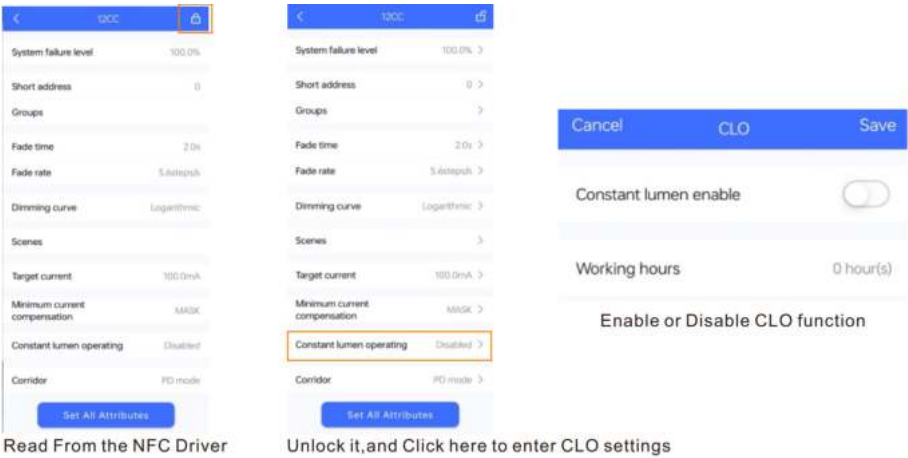 12CC
System failure level 100.0%
Short address 0
Groups
Fade time 2.0s
Fade rate 5.6steps/s
Dimming curve Logarithmic
Scenes
Target current 100.0mA
Minimum current
compensation MASK
Constant lumen operating Disabled
Corridor PD mode
Set All Attributes
Read From the NFC Driver
12CC
System failure level 100.0%
Short address 0
Groups
Fade time 2.0s
Fade rate
Dimming curve Logarithmic
Scenes
Target current 100.0mA
Minimum current
compensation MASK
Constant lumen operating Disabled
Corridor PD mode
Set All Attributes
Unlock it,and Click here to enter CLO settings
Cancel CLO Save
Constant lumen enable
Working hours 0 hour(s)
Enable or Disable CLO function